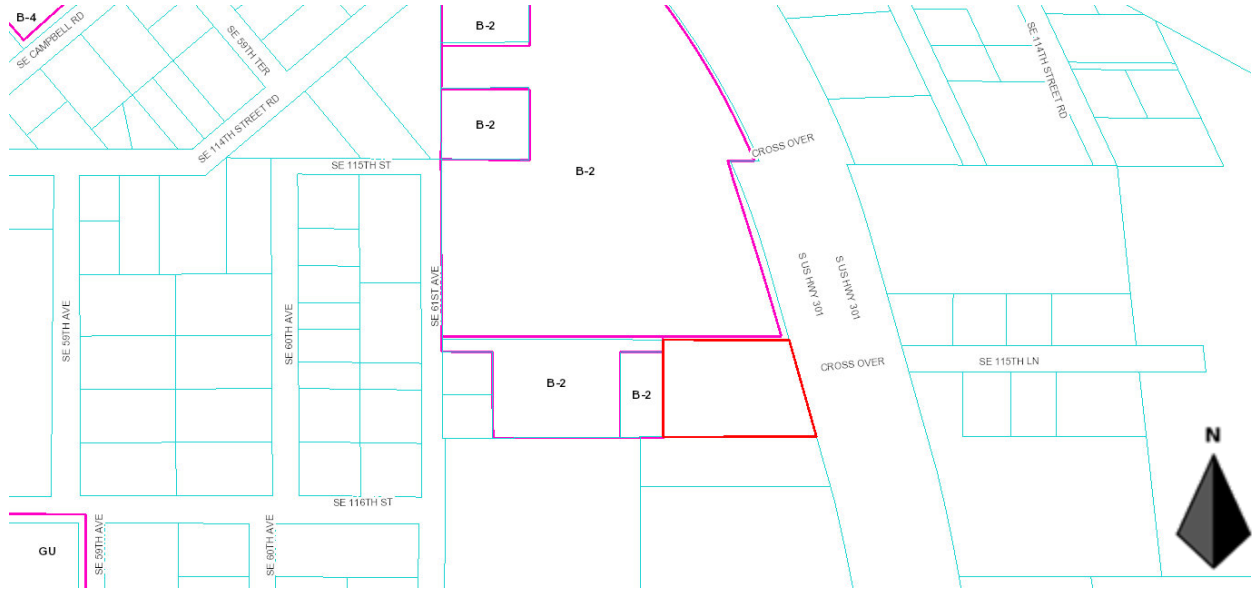 B-4
SE CAMPBELL RD
SE 59TH TER
B-2
SE 114TH STREET RD
SE 114TH STREET RD
B-2
CROSS OVER
SE 115TH ST
B-2
SE 61ST AVE
S US HWY 301
S US HWY 301
SE 59TH AVE
SE 60TH AVE
CROSS OVER
SE 115TH LN
B-2
B-2
N
SE 116TH ST
SE 59TH AVE
SE 60TH AVE
GU